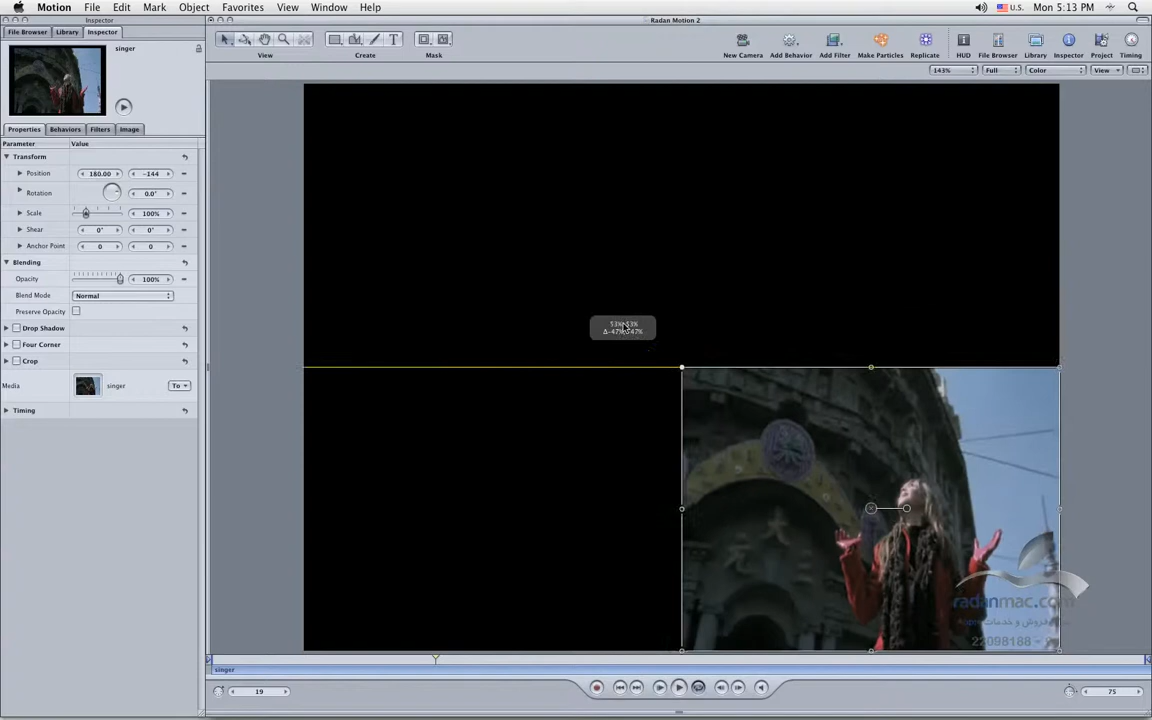 Motion File Edit Mark Object Favorites View Window Help
U.S. Mon 5:13 PM
Inspector
Radan Motion 2
File Browser Library Inspector
singer
View Create Mask
New Camera Add Behavior Add Filter Make Particles Replicate HUD File Browser Library Inspector Project Timing
143% Full Color View
Properties Behaviors Filters Image
Parameter Value
Transform
Position 180.00 -144
Rotation 0.0°
Scale 100%
Shear 0° 0°
Anchor Point 0 0
Blending
Opacity 100%
Blend Mode Normal
Preserve Opacity
Drop Shadow
Four Corner
Crop
Media singer To
Timing
radanmac.com
singer
19 75